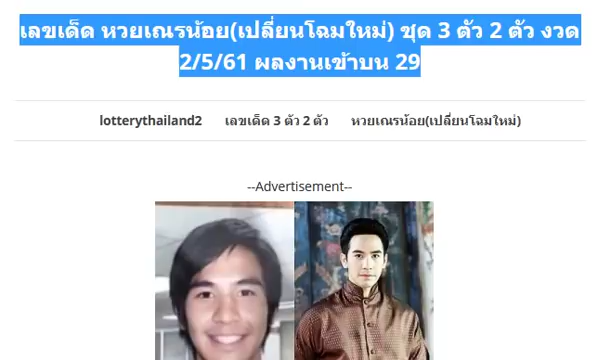 เลขเด็ด หวยเณรน้อย(เปลี่ยนโฉมใหม่) ชุด 3 ตัว 2 ตัว งวด
2/5/61 ผลงานเข้าบน 29
lotterythailand2 เลขเด็ด 3 ตัว 2 ตัว หวยเณรน้อย(เปลี่ยนโฉมใหม่)
--Advertisement--